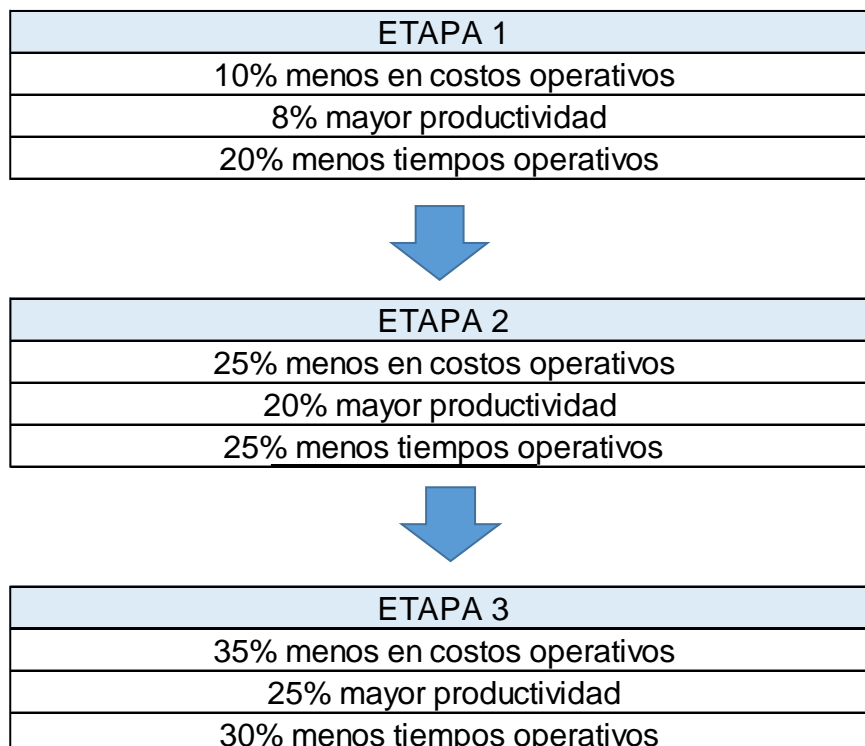 ETAPA 1
10% menos en costos operativos
8% mayor productividad
20% menos tiempos operativos
ETAPA 2
25% menos en costos operativos
20% mayor productividad
25% menos tiempos operativos
ETAPA 3
35% menos en costos operativos
25% mayor productividad
30% menos tiempos operativos